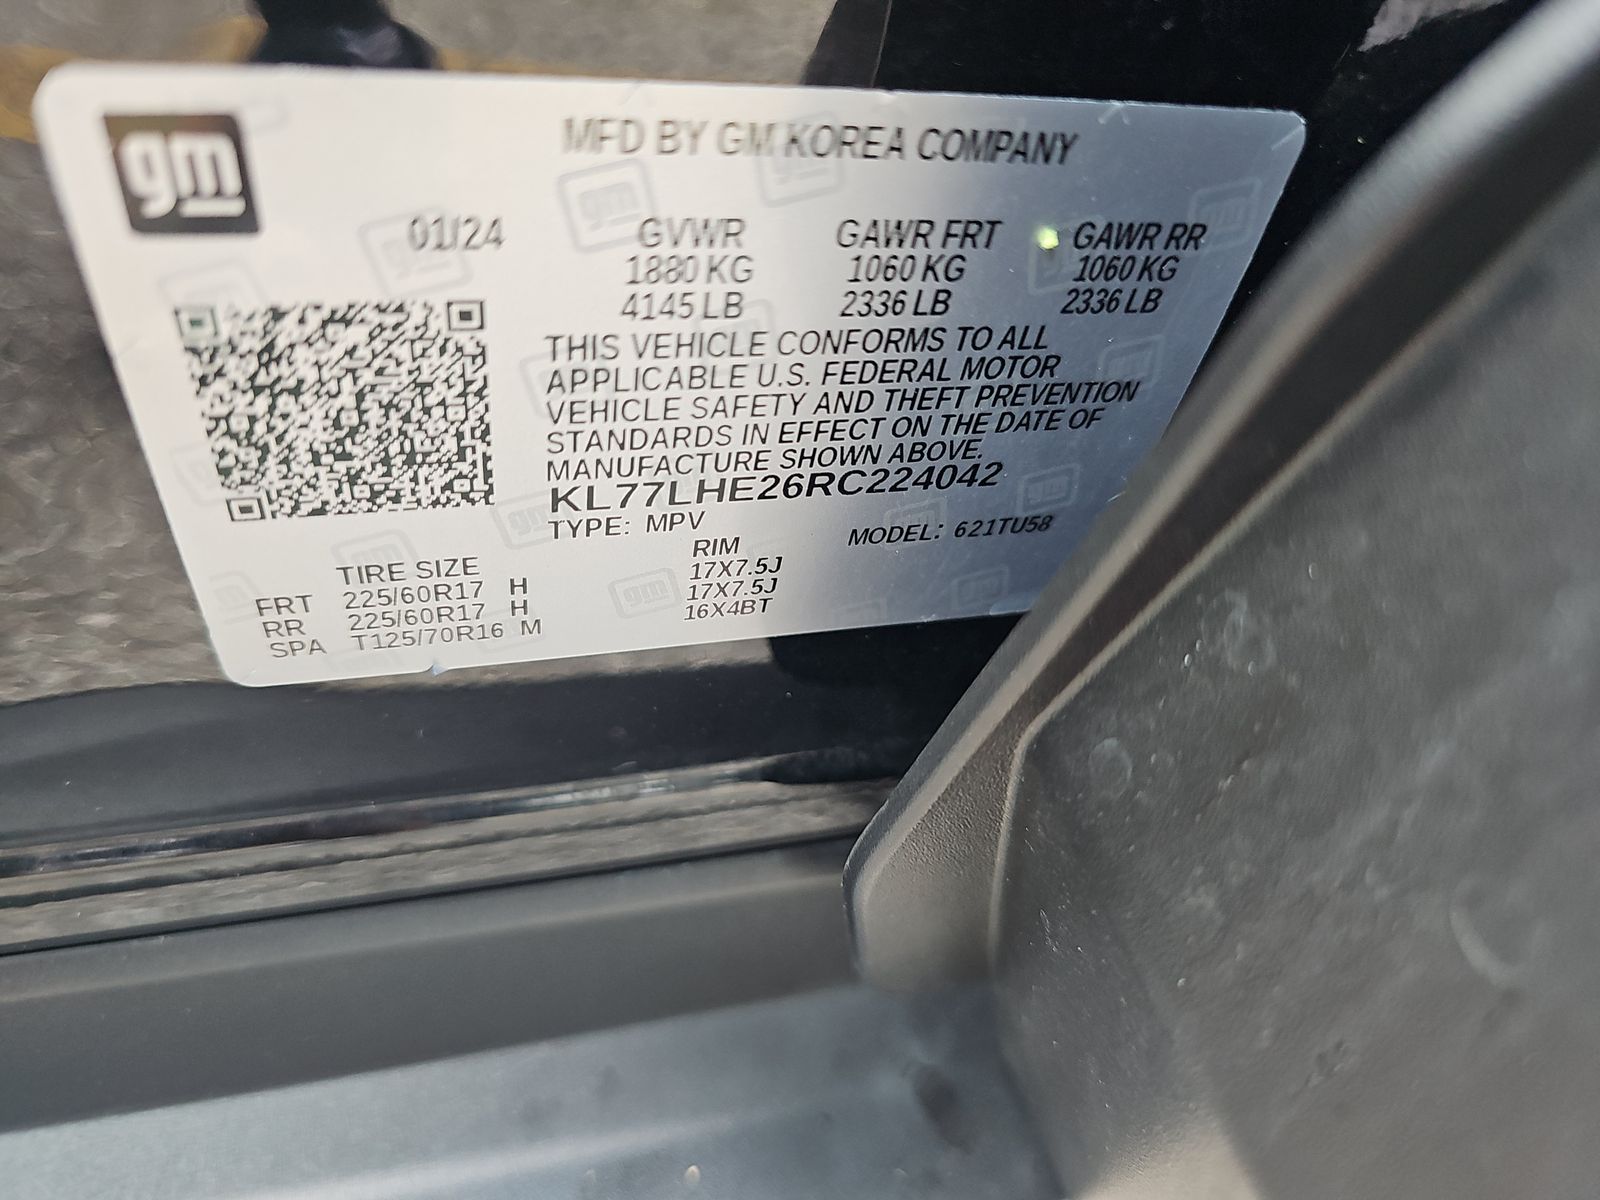 gm
MFD BY GM KOREA COMPANY
01/24 GVWR GAWR FRT GAWR RR
1880 KG 1060 KG 1060 KG
4145 LB 2336 LB 2336 LB
THIS VEHICLE CONFORMS TO ALL
APPLICABLE U.S. FEDERAL MOTOR
VEHICLE SAFETY AND THEFT PREVENTION
STANDARDS IN EFFECT ON THE DATE OF
MANUFACTURE SHOWN ABOVE.
KL77LHE26RC224042
TYPE: MPV MODEL: 621TU58
TIRE SIZE RIM
FRT 225/60R17 H 17X7.5J
RR 225/60R17 H 17X7.5J
SPA T125/70R16 M 16X4BT